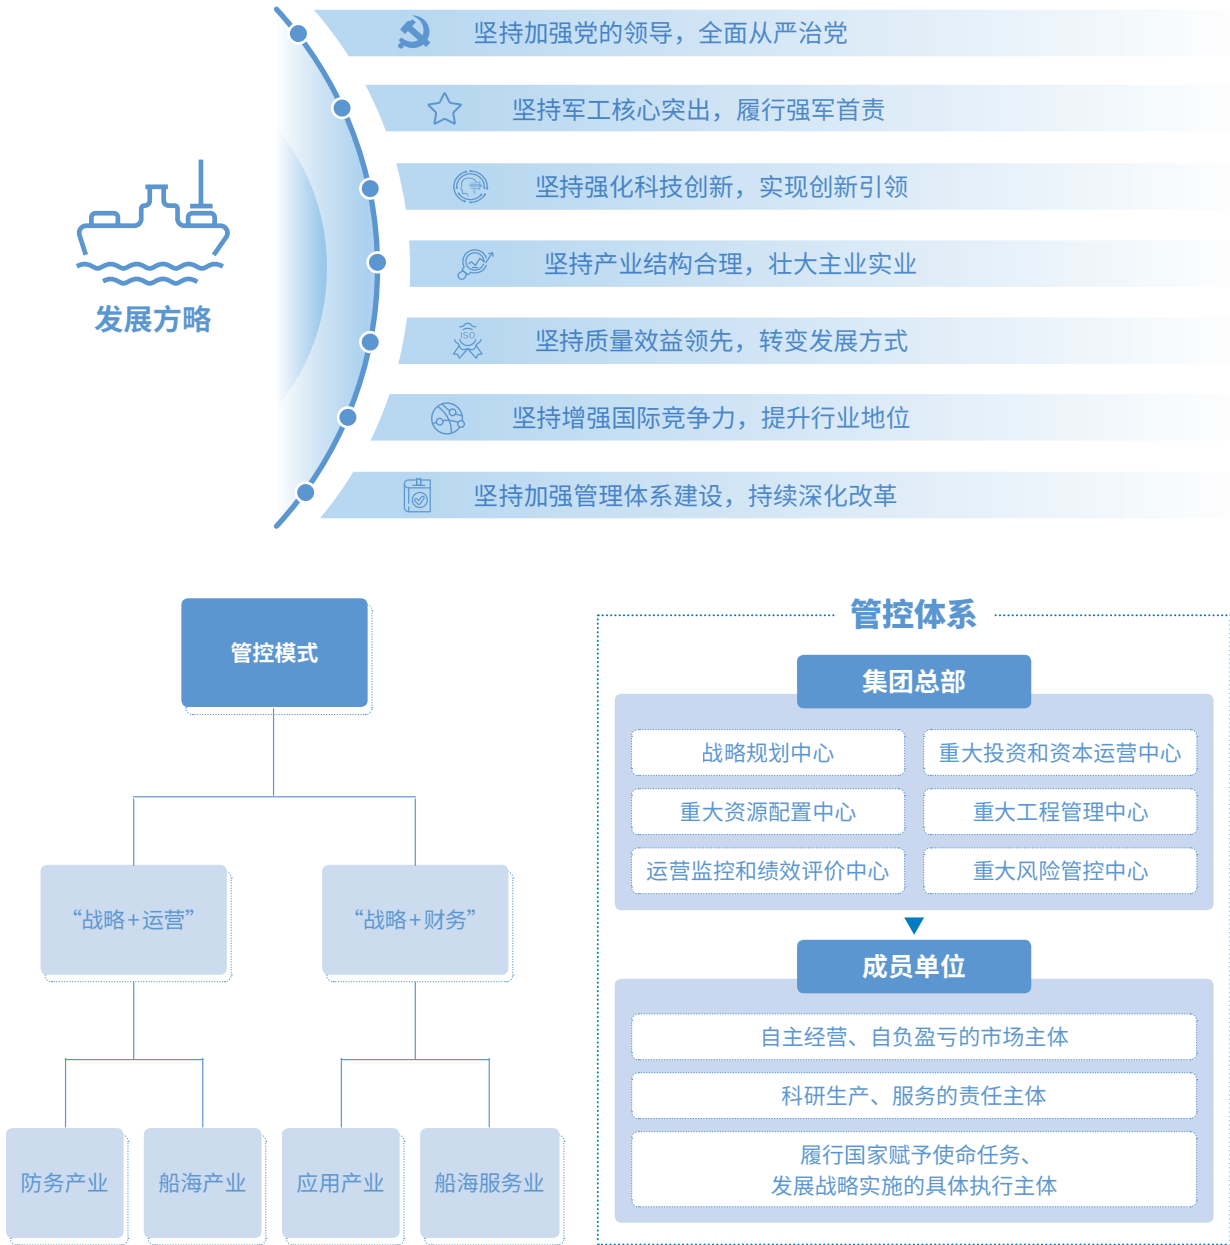 坚持加强党的领导，全面从严治党
坚持军工核心突出，履行强军首责
坚持强化科技创新，实现创新引领
坚持产业结构合理，壮大主业实业
发展方略
ISO
坚持质量效益领先，转变发展方式
坚持增强国际竞争力，提升行业地位
坚持加强管理体系建设，持续深化改革
管控模式
“战略+运营”
“战略+财务”
防务产业
船海产业
应用产业
船海服务业
管控体系
集团总部
战略规划中心
重大投资和资本运营中心
重大资源配置中心
重大工程管理中心
运营监控和绩效评价中心
重大风险管控中心
成员单位
自主经营、自负盈亏的市场主体
科研生产、服务的责任主体
履行国家赋予使命任务、
发展战略实施的具体执行主体